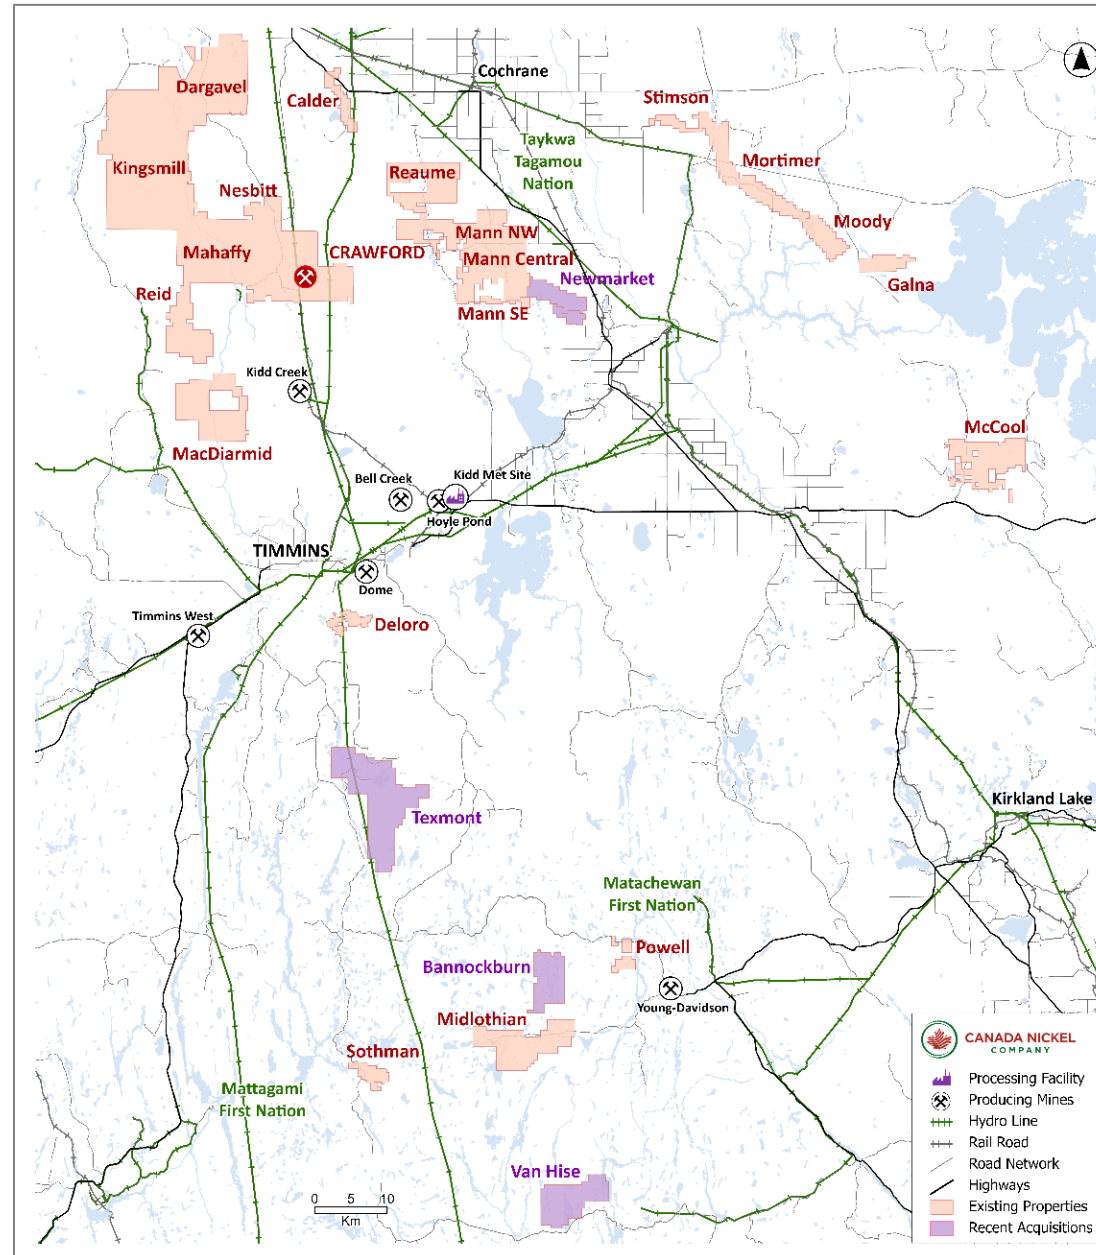 Cochrane
Dargavel
Calder
Stimson
Taykwa
Tagamou
Nation
Mortimer
Kingsmill
Reaume
Nesbitt
Moody
Mann NW
Mahaffy
CRAWFORD
Mann Central
Newmarket
Galna
Reid
Mann SE
Kidd Creek
McCool
MacDiarmid
Bell Creek
Kidd Met Site
Hoyle Pond
TIMMINS
Dome
Timmins West
Deloro
Kirkland Lake
Texmont
Matachewan
First Nation
Powell
Bannockburn
Young-Davidson
Midlothian
Sothman
Mattagami
First Nation
Van Hise
0 5 10
Km
CANADA NICKEL
COMPANY
Processing Facility
Producing Mines
Hydro Line
Rail Road
Road Network
Highways
Existing Properties
Recent Acquisitions